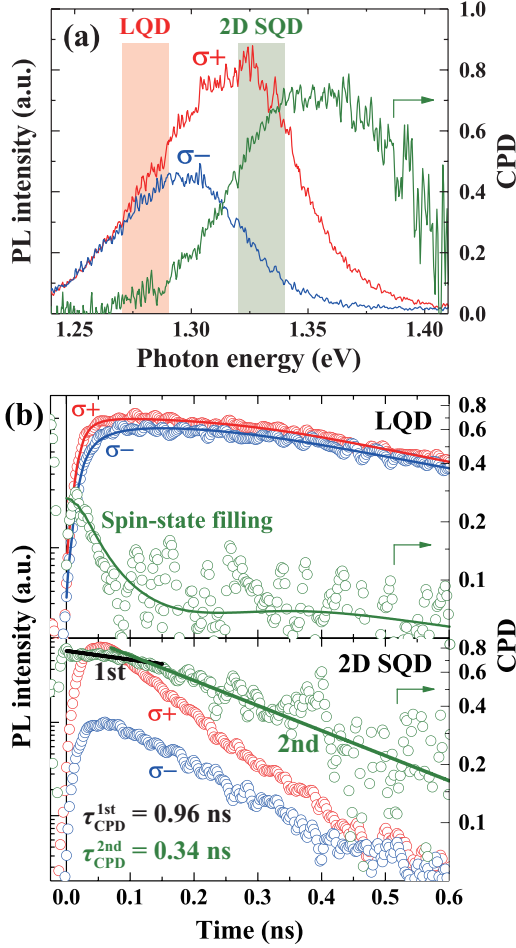 (a)
LQD
2D SQD
σ+
σ−
PL intensity (a.u.)
1.0
0.8
0.6
0.4
0.2
0.0
CPD
1.25
1.30
1.35
1.40
Photon energy (eV)
(b)
σ+
LQD
σ−
Spin-state filling
0.8
0.6
0.4
0.2
0.1
CPD
PL intensity (a.u.)
1st
2D SQD
σ+
2nd
σ−
τ1stCPD = 0.96 ns
τ2ndCPD = 0.34 ns
0.8
0.6
0.4
0.2
0.1
CPD
0.0
0.1
0.2
0.3
0.4
0.5
0.6
Time (ns)